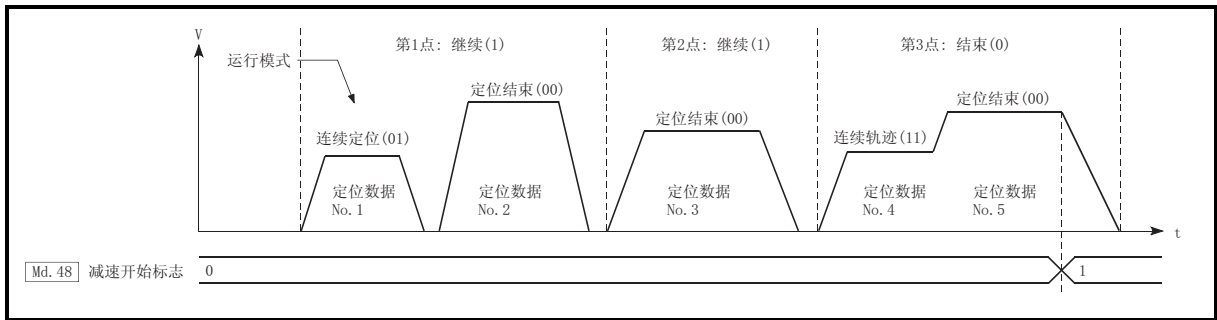 V
第1点: 继续(1)
第2点: 继续(1)
第3点: 结束(0)
运行模式
定位结束(00)
定位结束(00)
定位结束(00)
连续定位(01)
连续轨迹(11)
定位数据
No.1
定位数据
No.2
定位数据
No.3
定位数据
No.4
定位数据
No.5
t
Md.48 减速开始标志
0
1